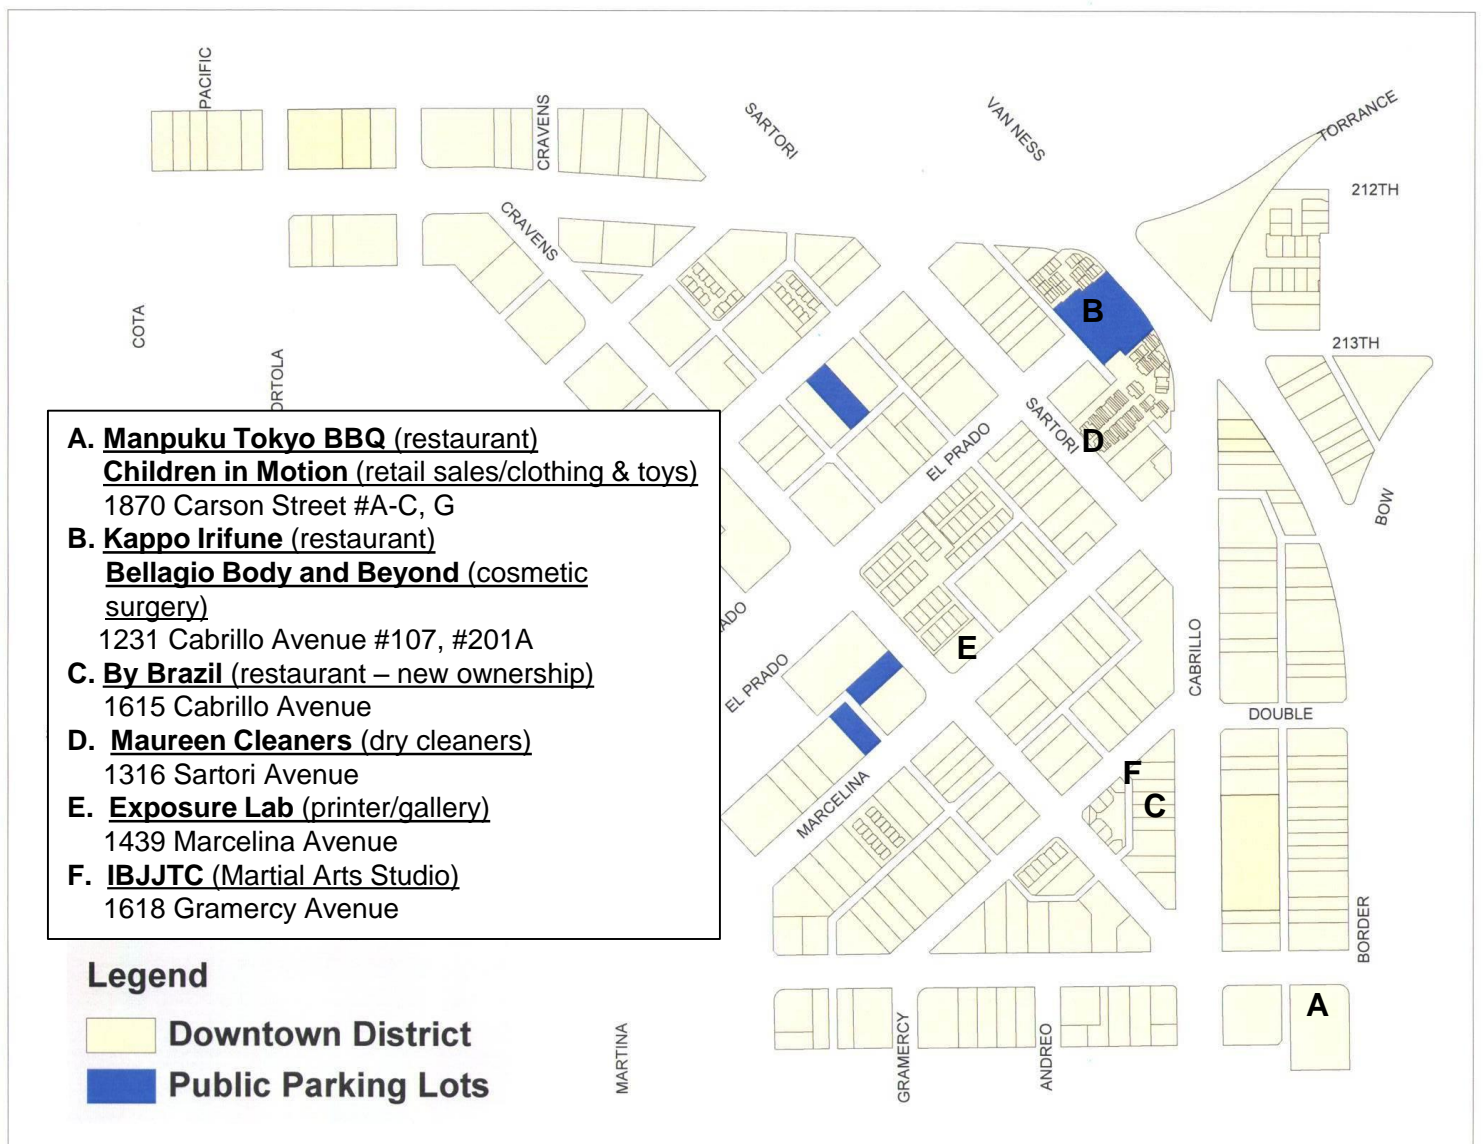 PACIFIC
CRAVENS
SARTORI
VAN NESS
TORRANCE
212TH
CRAVENS
B
COTA
ORTOLA
213TH
SARTORI
D
EL PRADO
BOW
A. Manpuku Tokyo BBQ (restaurant)
Children in Motion (retail sales/clothing & toys)
1870 Carson Street #A-C, G
B. Kappo Irifune (restaurant)
Bellagio Body and Beyond (cosmetic
surgery)
1231 Cabrillo Avenue #107, #201A
C. By Brazil (restaurant – new ownership)
1615 Cabrillo Avenue
D. Maureen Cleaners (dry cleaners)
1316 Sartori Avenue
E. Exposure Lab (printer/gallery)
1439 Marcelina Avenue
F. IBJJTC (Martial Arts Studio)
1618 Gramercy Avenue
ADO
E
EL PRADO
CABRILLO
DOUBLE
MARCELINA
F
C
BORDER
A
Legend
Downtown District
Public Parking Lots
MARTINA
GRAMERCY
ANDREO